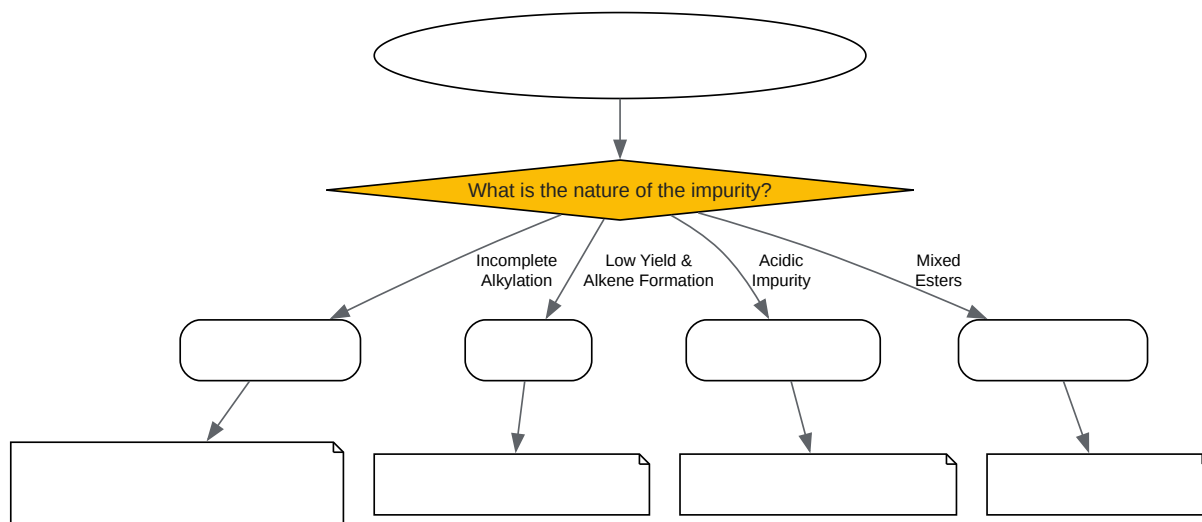 What is the nature of the impurity?
Incomplete
Alkylation
Low Yield &
Alkene Formation
Acidic
Impurity
Mixed
Esters